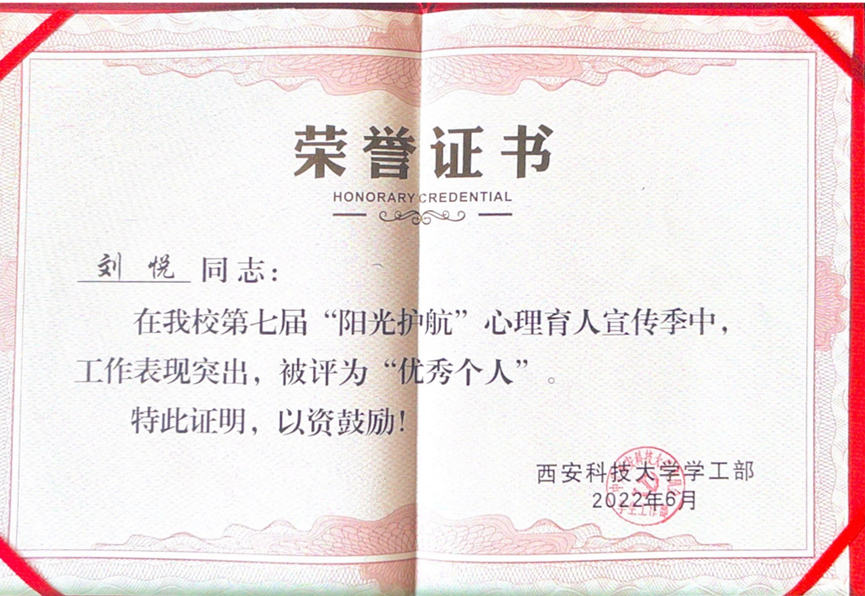 荣誉证书
HONORARY CREDENTIAL
刘悦同志：
在我校第七届“阳光护航”心理育人宣传季中，
工作表现突出，被评为“优秀个人”。
特此证明，以资鼓励！
西安科技大学学工部
2022年6月